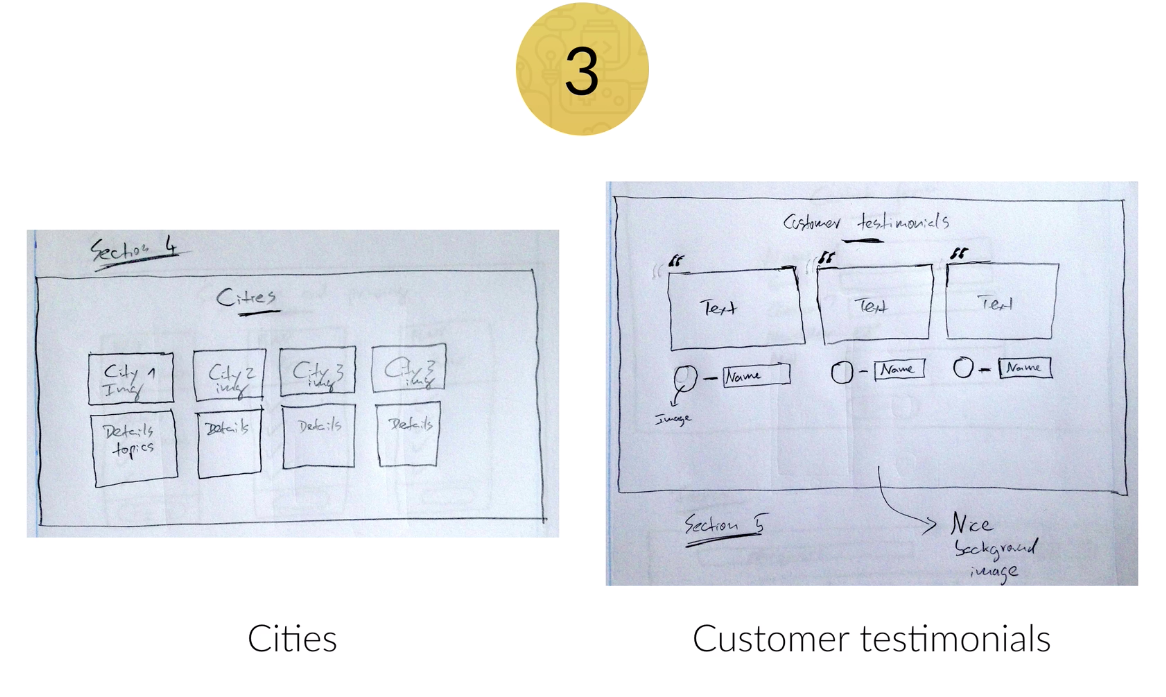 3
Section 4
Cities
City 1
Img
City 2
img
City 3
img
City 3
img
Details
topics
Details
Details
Details
Cities
Customer testimonials
“
“
“
Text
Text
Text
Name
Name
Name
Image
Section 5
Nice
background
image
Customer testimonials